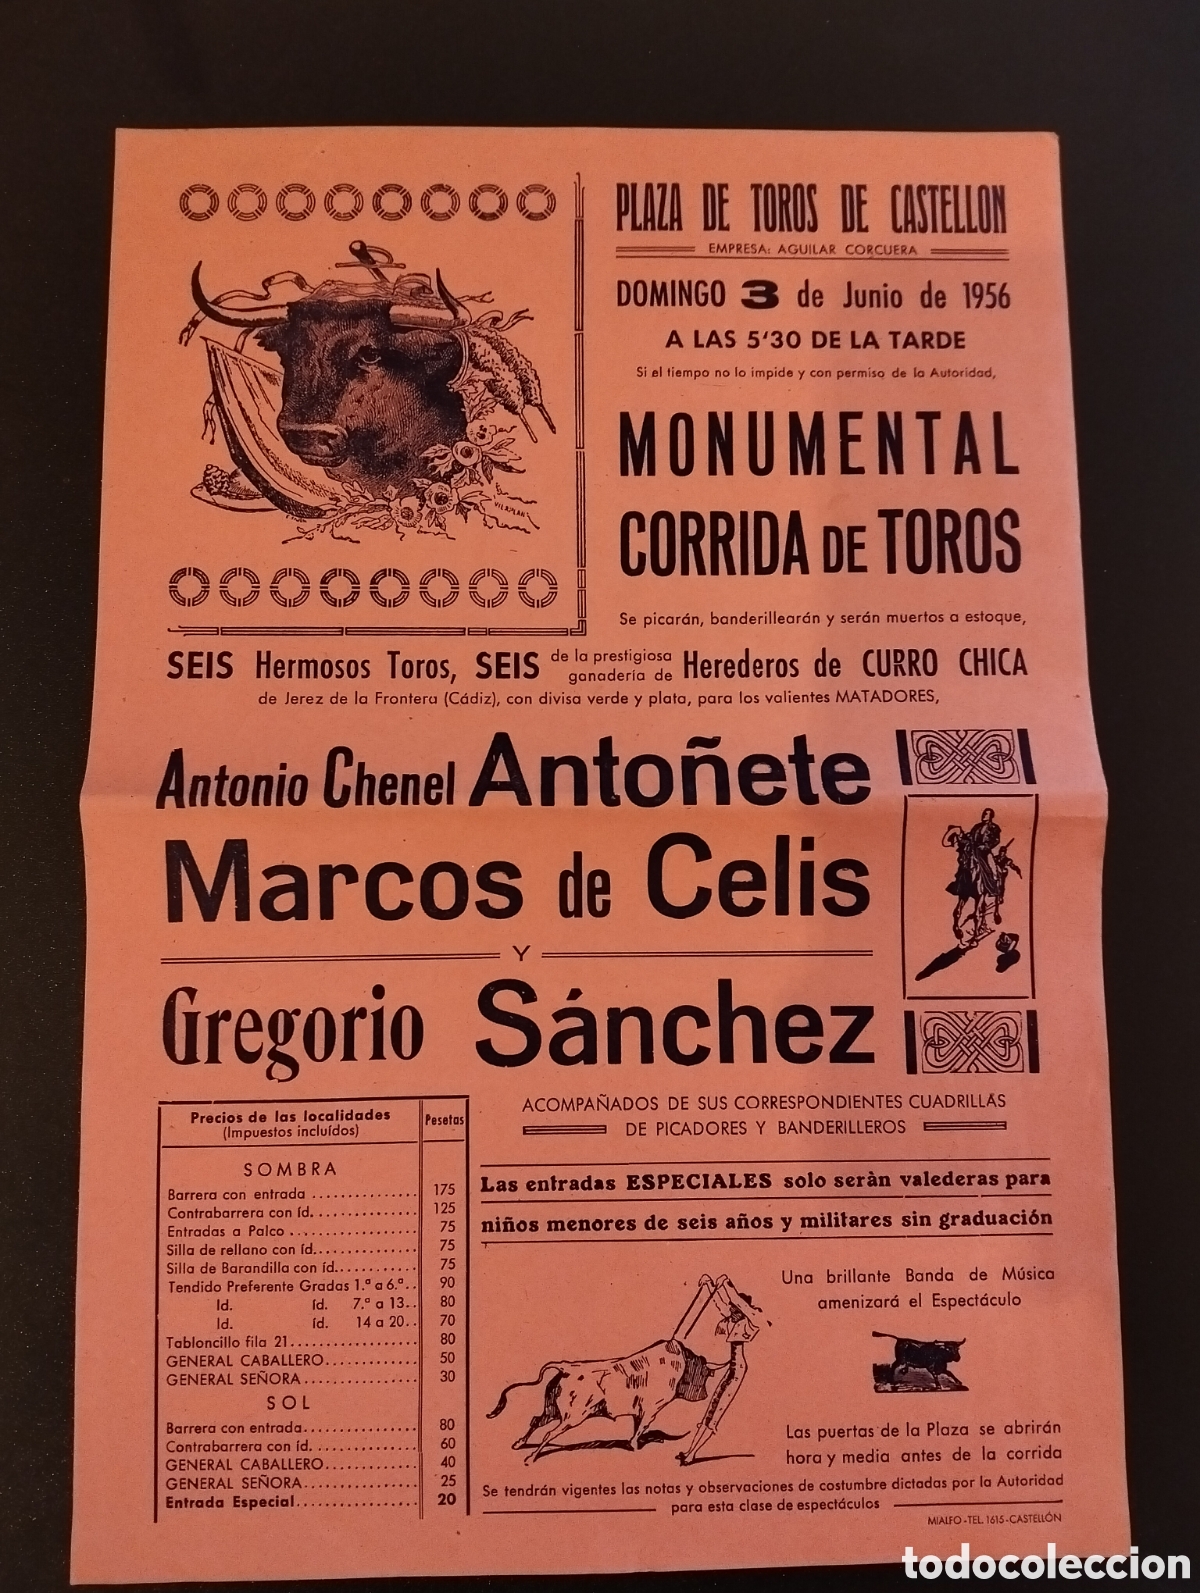 PLAZA DE TOROS DE CASTELLON
EMPRESA: AGUILAR CORCUERA
DOMINGO 3 de Junio de 1956
A LAS 5'30 DE LA TARDE
Si el tiempo no lo impide y con permiso de la Autoridad,
MONUMENTAL
CORRIDA DE TOROS
Se picarán, banderillearán y serán muertos a estoque,
SEIS Hermosos Toros, SEIS de la prestigiosa ganadería de Herederos de CURRO CHICA
de Jerez de la Frontera (Cádiz), con divisa verde y plata, para los valientes MATADORES,
Antonio Chenel Antoñete
Marcos de Celis
Y
Gregorio Sánchez
ACOMPAÑADOS DE SUS CORRESPONDIENTES CUADRILLAS
DE PICADORES Y BANDERILLEROS
Precios de las localidades
(Impuestos incluídos)
Pesetas
SOMBRA
Barrera con entrada .............. 175
Contrabarrera con íd. ............. 125
Entradas a Palco ................. 75
Silla de rellano con íd. ............. 75
Silla de Barandilla con íd. .......... 75
Tendido Preferente Gradas 1.ª a 6.ª .. 90
Id. íd. 7.ª a 13 .. 80
Id. íd. 14 a 20 .. 70
Tabloncillo fila 21 ................ 80
GENERAL CABALLERO ............ 50
GENERAL SEÑORA ............... 30
SOL
Barrera con entrada ............... 80
Contrabarrera con íd. .............. 60
GENERAL CABALLERO ............ 40
GENERAL SEÑORA ............... 25
Entrada Especial ................ 20
Las entradas ESPECIALES solo seràn valederas para
niños menores de seis años y militares sin graduación
Una brillante Banda de Música
amenizará el Espectáculo
Las puertas de la Plaza se abrirán
hora y media antes de la corrida
Se tendrán vigentes las notas y observaciones de costumbre dictadas por la Autoridad
para esta clase de espectáculos
MIALFO-TEL. 1615-CASTELLÓN
todocoleccion